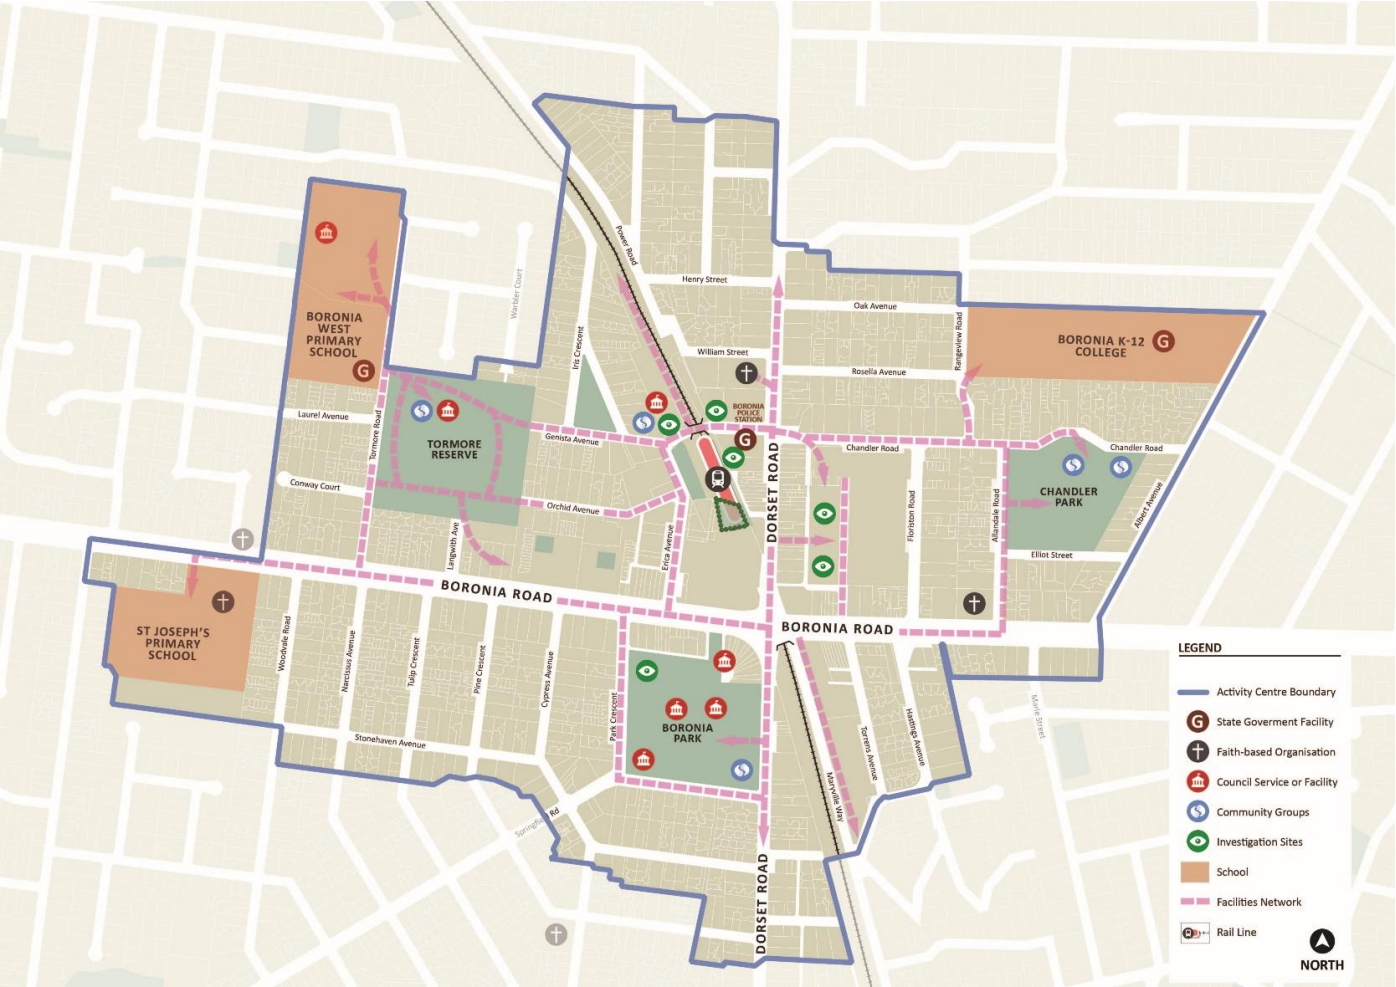 Power Road
Warbler Court
Henry Street
Oak Avenue
BORONIA
WEST
PRIMARY
SCHOOL
G
Iris Crescent
Rangeview Road
BORONIA K-12
COLLEGE
G
William Street
Rosella Avenue
Laurel Avenue
Tormore Road
TORMORE
RESERVE
Genista Avenue
BORONIA
POLICE
STATION
G
Chandler Road
Chandler Road
DORSET ROAD
Conway Court
Orchid Avenue
CHANDLER
PARK
Albert Avenue
Langwith Ave
Erica Avenue
Floriston Road
Allandale Road
Elliot Street
BORONIA ROAD
BORONIA ROAD
ST JOSEPH'S
PRIMARY
SCHOOL
Woodvale Road
Narcissus Avenue
Tulip Crescent
Pine Crescent
Cypress Avenue
Park Crescent
BORONIA
PARK
Stonehaven Avenue
Springfield Rd
Maryville Way
Torrens Avenue
Hastings Avenue
Marie Street
DORSET ROAD
LEGEND
Activity Centre Boundary
G State Goverment Facility
Faith-based Organisation
Council Service or Facility
Community Groups
Investigation Sites
School
Facilities Network
Rail Line
NORTH